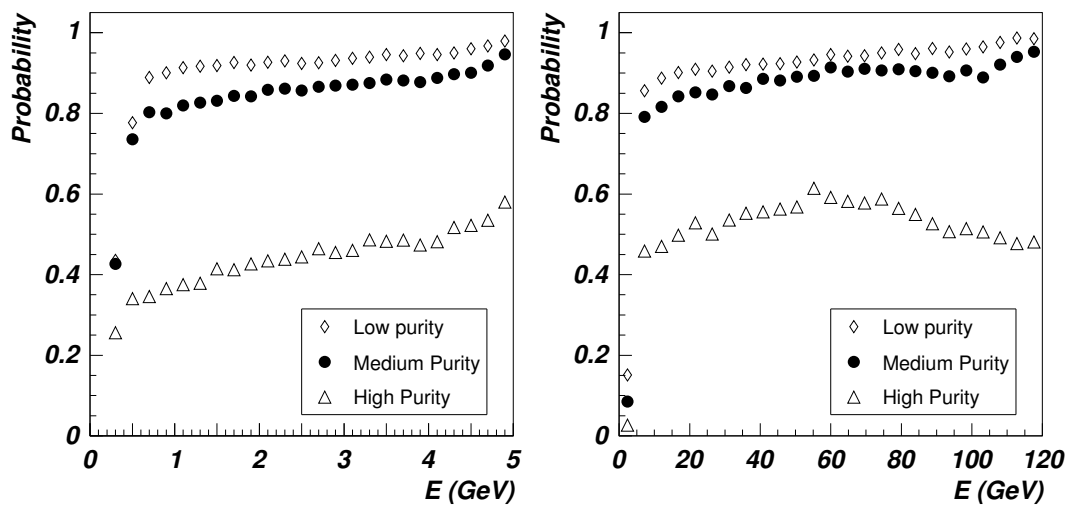 Probability
1
0.8
0.6
0.4
0.2
0
0 1 2 3 4 5
E (GeV)
Low purity
Medium Purity
High Purity
Probability
1
0.8
0.6
0.4
0.2
0
0 20 40 60 80 100 120
E (GeV)
Low purity
Medium Purity
High Purity